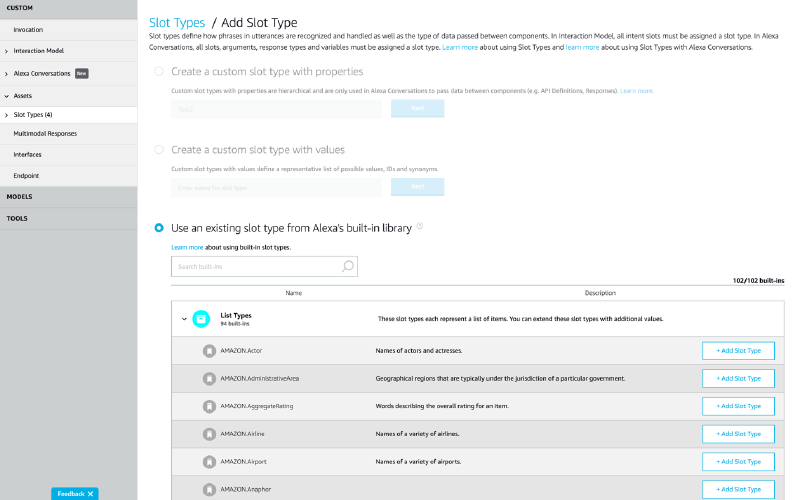 CUSTOM
Invocation
Interaction Model
Alexa Conversations New
Assets
Slot Types (4)
Multimodal Responses
Interfaces
Endpoint
MODELS
TOOLS
Feedback
Slot Types / Add Slot Type
Slot types define how phrases in utterances are recognized and handled as well as the type of data passed between components. In Interaction Model, all intent slots must be assigned a slot type. In Alexa
Conversations, all slots, arguments, response types and variables must be assigned a slot type. Learn more about using Slot Types and learn more about using Slot Types with Alexa Conversations.
Create a custom slot type with properties
Custom slot types with properties are hierarchical and are only used in Alexa Conversations to pass data between components (e.g. API Definitions, Responses). Learn more.
Next
Create a custom slot type with values
Custom slot types with values define a representative list of possible values, IDs and synonyms.
Enter name for slot type
Next
Use an existing slot type from Alexa's built-in library
Learn more about using built-in slot types.
Search built-ins
102/102 built-ins
Name Description
List Types
94 built-ins
These slot types each represent a list of items. You can extend these slot types with additional values.
AMAZON.Actor Names of actors and actresses. + Add Slot Type
AMAZON.AdministrativeArea Geographical regions that are typically under the jurisdiction of a particular government. + Add Slot Type
AMAZON.AggregateRating Words describing the overall rating for an item. + Add Slot Type
AMAZON.Airline Names of a variety of airlines. + Add Slot Type
AMAZON.Airport Names of a variety of airports. + Add Slot Type
AMAZON.Anaphor + Add Slot Type